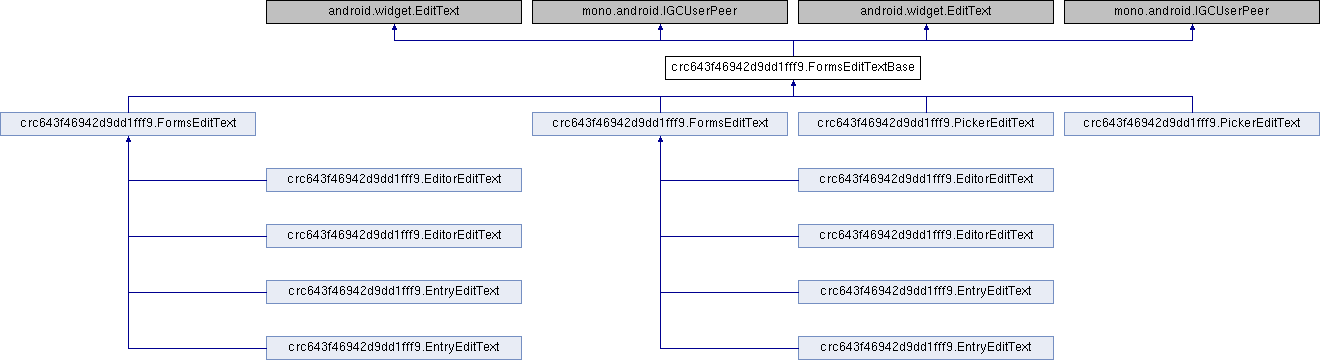 android.widget.EditText
mono.android.IGCUserPeer
android.widget.EditText
mono.android.IGCUserPeer
crc643f46942d9dd1fff9.FormsEditTextBase
crc643f46942d9dd1fff9.FormsEditText
crc643f46942d9dd1fff9.FormsEditText
crc643f46942d9dd1fff9.PickerEditText
crc643f46942d9dd1fff9.PickerEditText
crc643f46942d9dd1fff9.EditorEditText
crc643f46942d9dd1fff9.EditorEditText
crc643f46942d9dd1fff9.EditorEditText
crc643f46942d9dd1fff9.EditorEditText
crc643f46942d9dd1fff9.EntryEditText
crc643f46942d9dd1fff9.EntryEditText
crc643f46942d9dd1fff9.EntryEditText
crc643f46942d9dd1fff9.EntryEditText